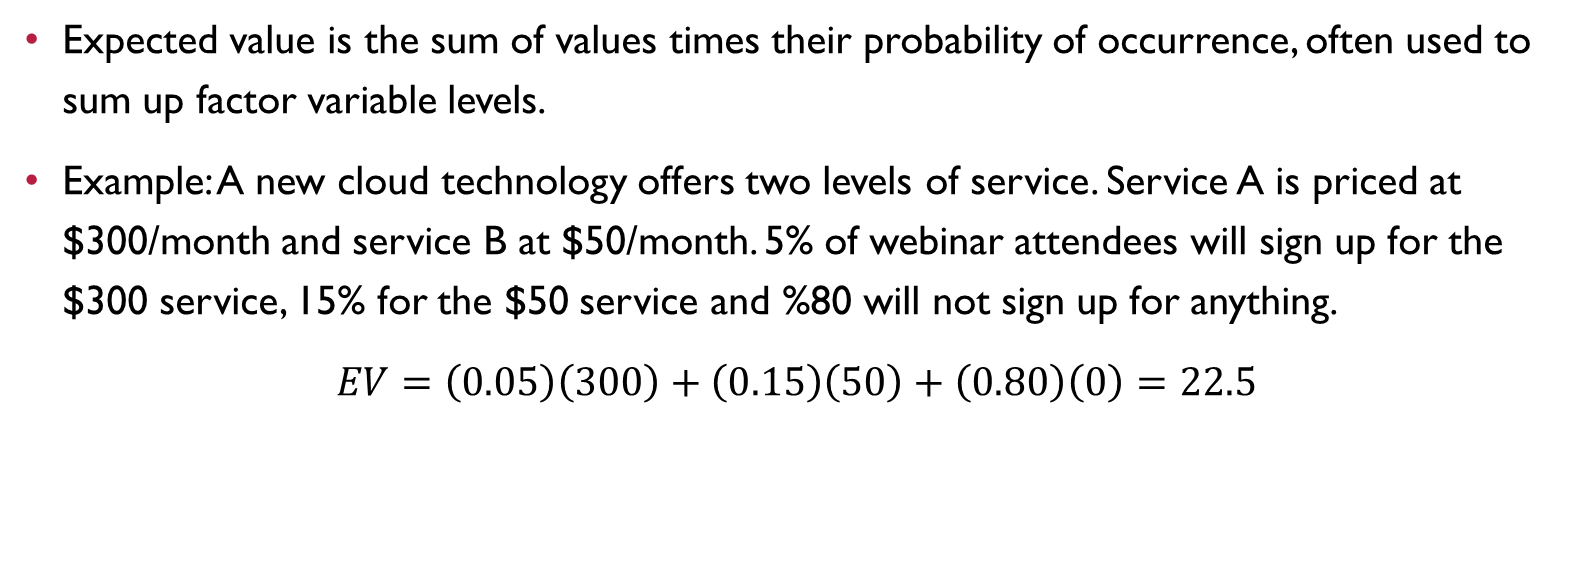 • Expected value is the sum of values times their probability of occurrence, often used to
sum up factor variable levels.
• Example: A new cloud technology offers two levels of service. Service A is priced at
$300/month and service B at $50/month. 5% of webinar attendees will sign up for the
$300 service, 15% for the $50 service and %80 will not sign up for anything.
EV = (0.05)(300) + (0.15)(50) + (0.80)(0) = 22.5